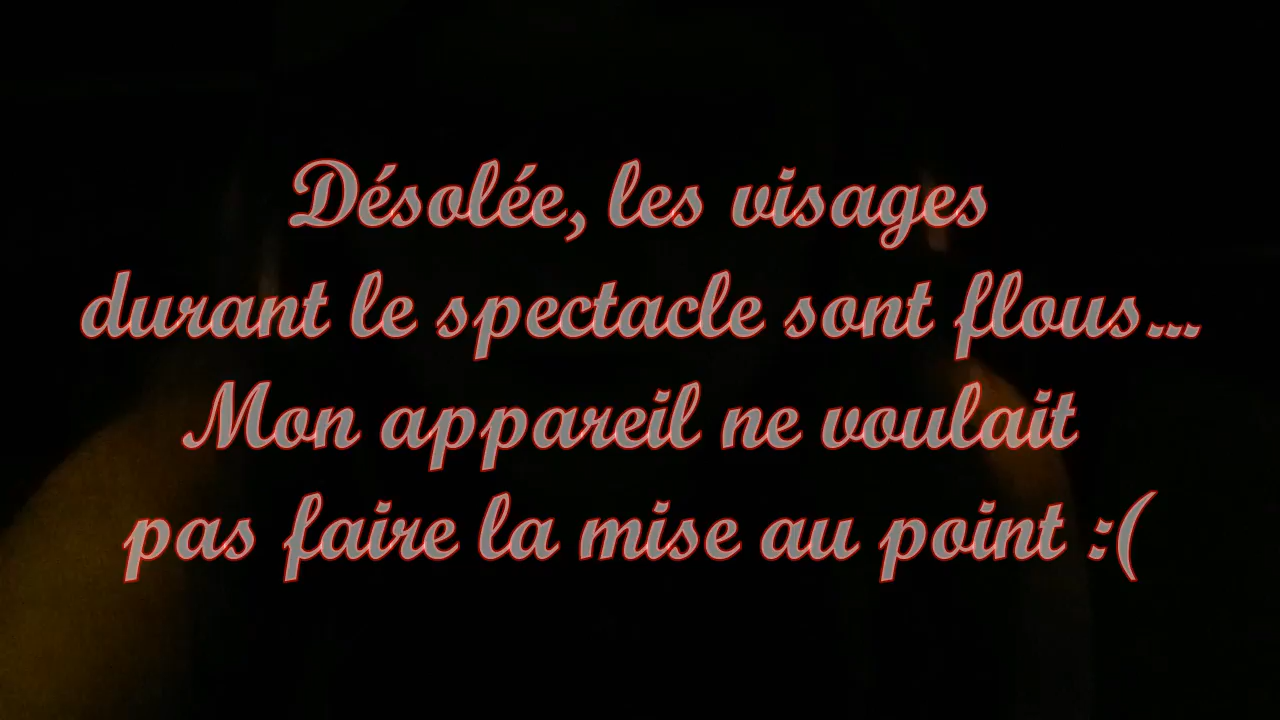 Désolée, les visages
durant le spectacle sont flous...
Mon appareil ne voulait
pas faire la mise au point :(